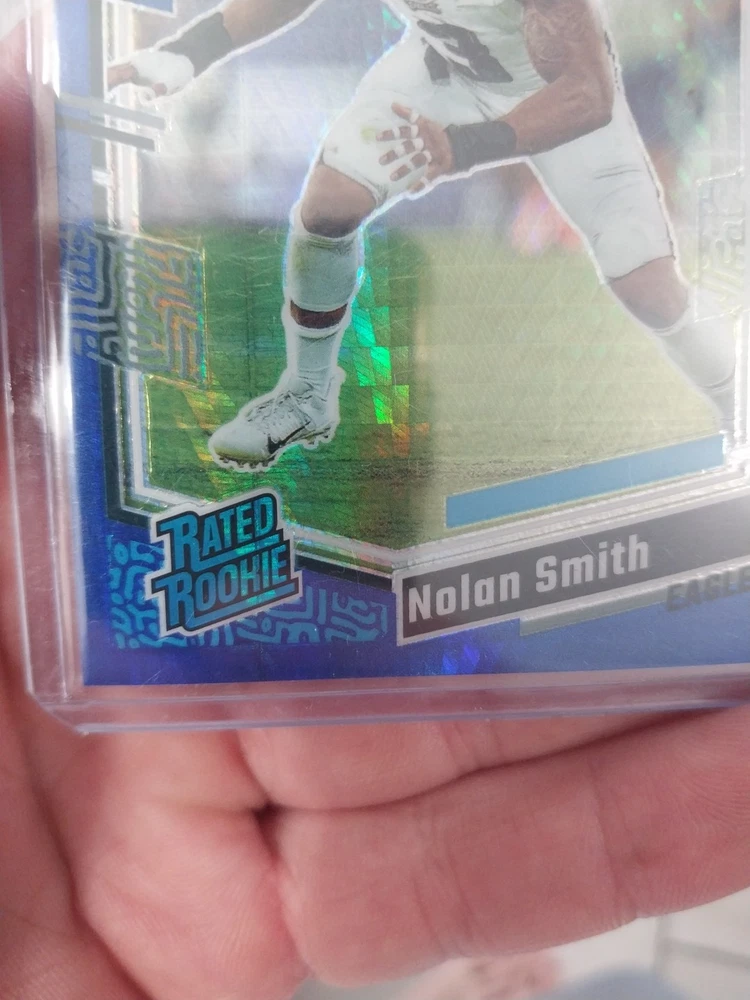 RATED
ROOKIE
Nolan Smith
EAGLE